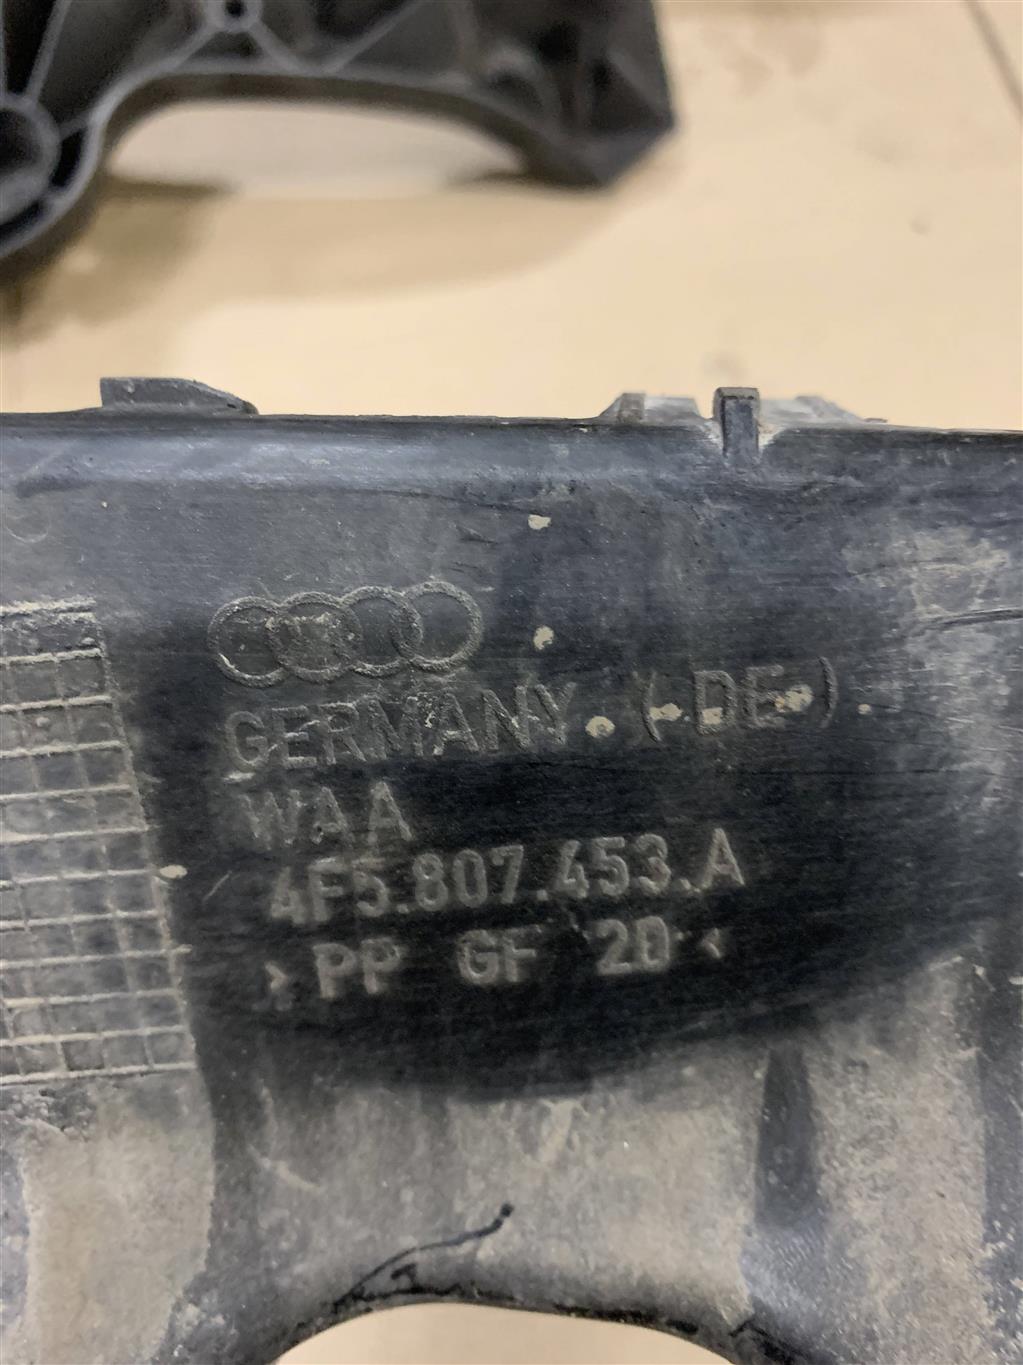 GERMANY. (·DE·)
WAA
4F5.807.453.A
>PP GF 20<